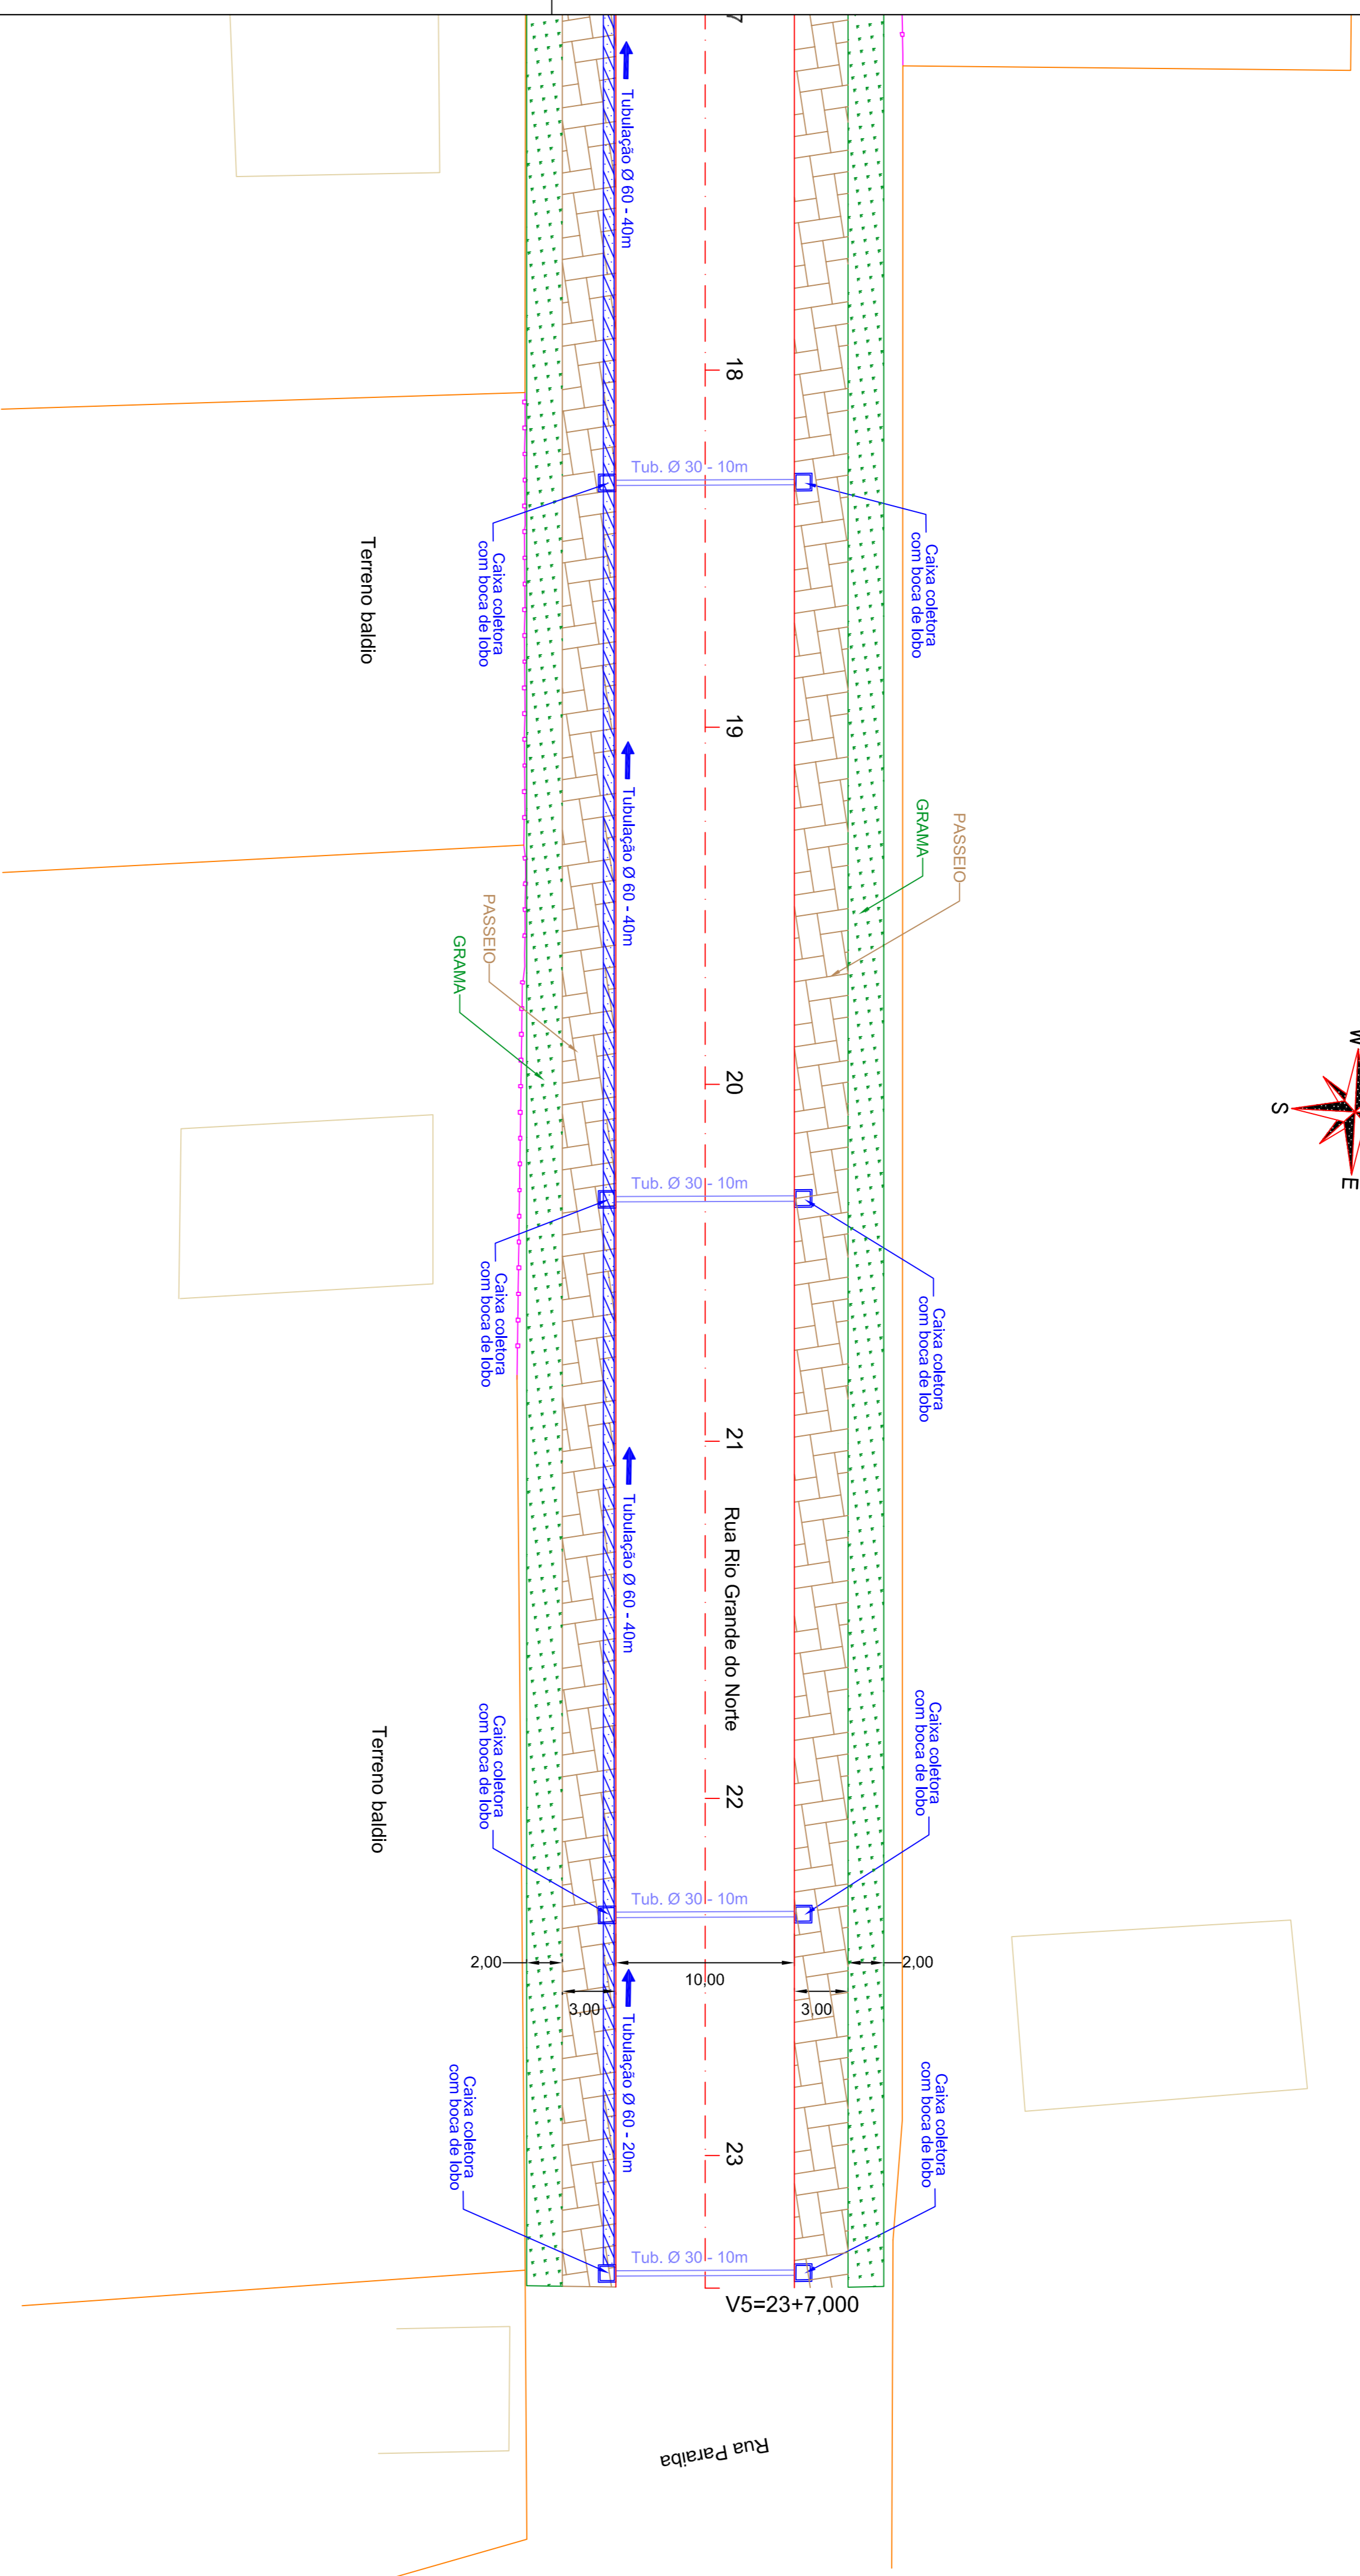 7
Tubulação Ø 60 - 40m
18
Tub. Ø 30 - 10m
Caixa coletora
com boca de lobo
Caixa coletora
com boca de lobo
Terreno baldio
19
Tubulação Ø 60 - 40m
GRAMA
PASSEIO
PASSEIO
GRAMA
W
S
E
20
Tub. Ø 30 - 10m
Caixa coletora
com boca de lobo
Caixa coletora
com boca de lobo
21
Tubulação Ø 60 - 40m
Rua Rio Grande do Norte
Caixa coletora
com boca de lobo
Caixa coletora
com boca de lobo
Terreno baldio
22
Tub. Ø 30 - 10m
2,00
10,00
2,00
3,00
3,00
Tubulação Ø 60 - 20m
Caixa coletora
com boca de lobo
Caixa coletora
com boca de lobo
23
Tub. Ø 30 - 10m
V5=23+7,000
Rua Paraiba